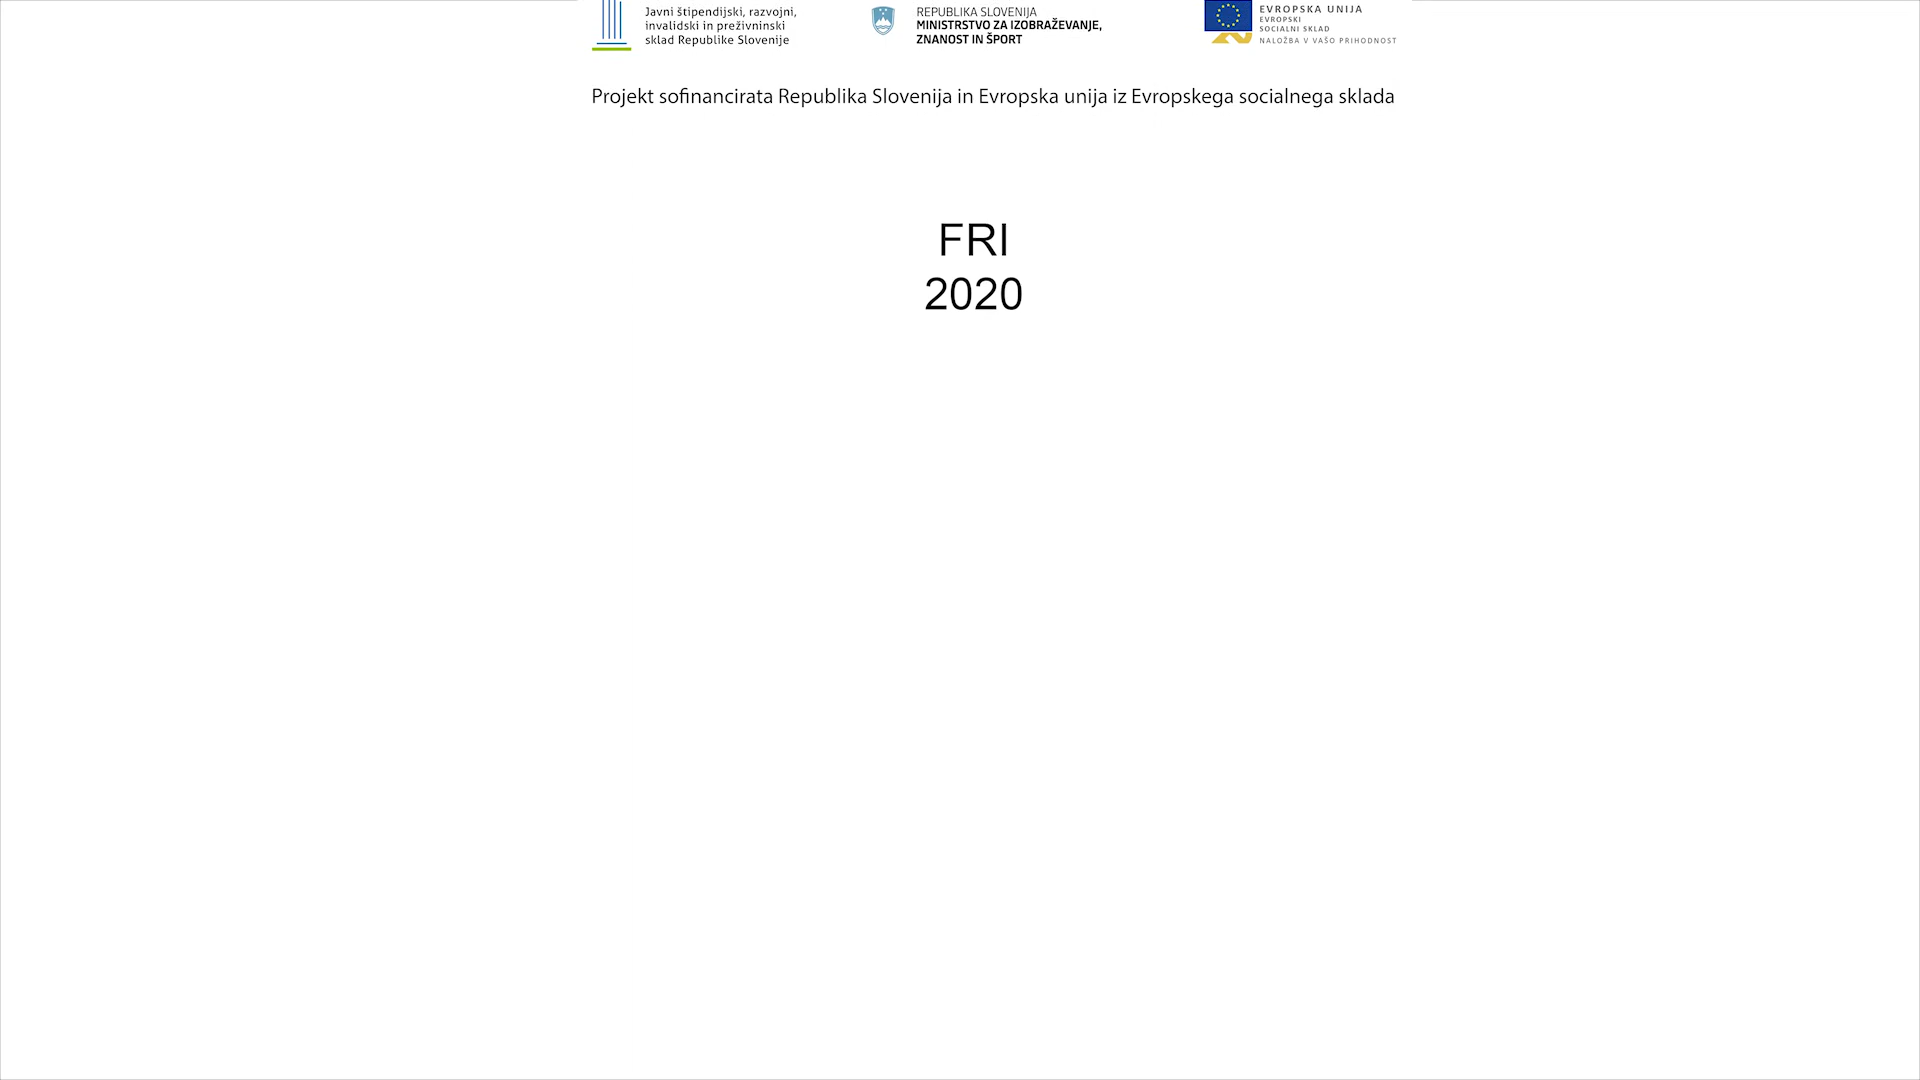 Javni štipendijski, razvojni,
invalidski in preživninski
sklad Republike Slovenije
REPUBLIKA SLOVENIJA
MINISTRSTVO ZA IZOBRAŽEVANJE,
ZNANOST IN ŠPORT
EVROPSKA UNIJA
EVROPSKI
SOCIALNI SKLAD
NALOŽBA V VAŠO PRIHODNOST
Projekt sofinancirata Republika Slovenija in Evropska unija iz Evropskega socialnega sklada
FRI
2020